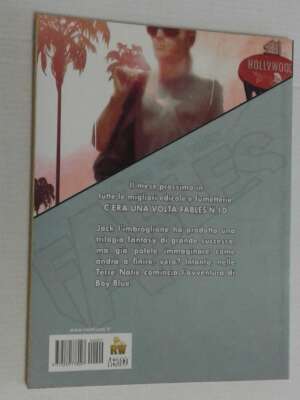 HOLLYWOOD
Il mese prossimo in
tutte le migliori edicole e fumetterie
C'ERA UNA VOLTA FABLES N.10
Jack l'imbroglione ha prodotto una
trilogia fantasy di grande successo,
ma già potete immaginare come
andrà a finire, vero? Intanto, nelle
Terre Natie comincia l'avventura di
Boy Blue.
RW